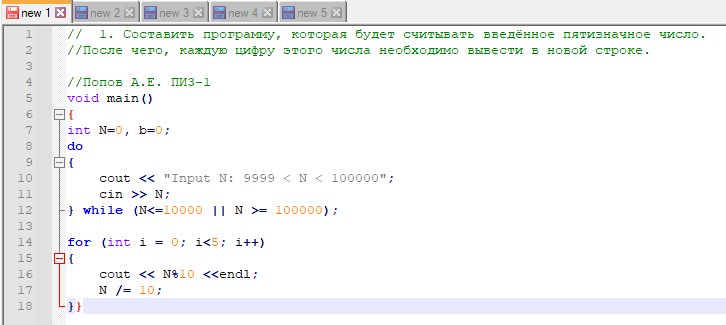 new 1 new 2 new 3 new 4 new 5
1 // 1. Составить программу, которая будет считывать введённое пятизначное число.
2 //После чего, каждую цифру этого числа необходимо вывести в новой строке.
3
4 //Попов А.Е. ПИЗ-1
5 void main()
6 {
7 int N=0, b=0;
8 do
9 {
10 cout << "Input N: 9999 < N < 100000";
11 cin >> N;
12 } while (N<=10000 || N >= 100000);
13
14 for (int i = 0; i<5; i++)
15 {
16 cout << N%10 <<endl;
17 N /= 10;
18 }}